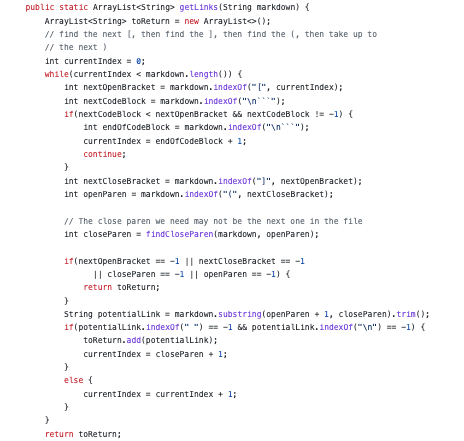 public static ArrayList<String> getLinks(String markdown) {
    ArrayList<String> toReturn = new ArrayList<>();
    // find the next [, then find the ], then find the (, then take up to
    // the next )
    int currentIndex = 0;
    while(currentIndex < markdown.length()) {
        int nextOpenBracket = markdown.indexOf("[", currentIndex);
        int nextCodeBlock = markdown.indexOf("\n```");
        if(nextCodeBlock < nextOpenBracket && nextCodeBlock != -1) {
            int endOfCodeBlock = markdown.indexOf("\n```");
            currentIndex = endOfCodeBlock + 1;
            continue;
        }
        int nextCloseBracket = markdown.indexOf("]", nextOpenBracket);
        int openParen = markdown.indexOf("(", nextCloseBracket);

        // The close paren we need may not be the next one in the file
        int closeParen = findCloseParen(markdown, openParen);

        if(nextOpenBracket == -1 || nextCloseBracket == -1
              || closeParen == -1 || openParen == -1) {
            return toReturn;
        }
        String potentialLink = markdown.substring(openParen + 1, closeParen).trim();
        if(potentialLink.indexOf(" ") == -1 && potentialLink.indexOf("\n") == -1) {
            toReturn.add(potentialLink);
            currentIndex = closeParen + 1;
        }
        else {
            currentIndex = currentIndex + 1;
        }
    }
    return toReturn;